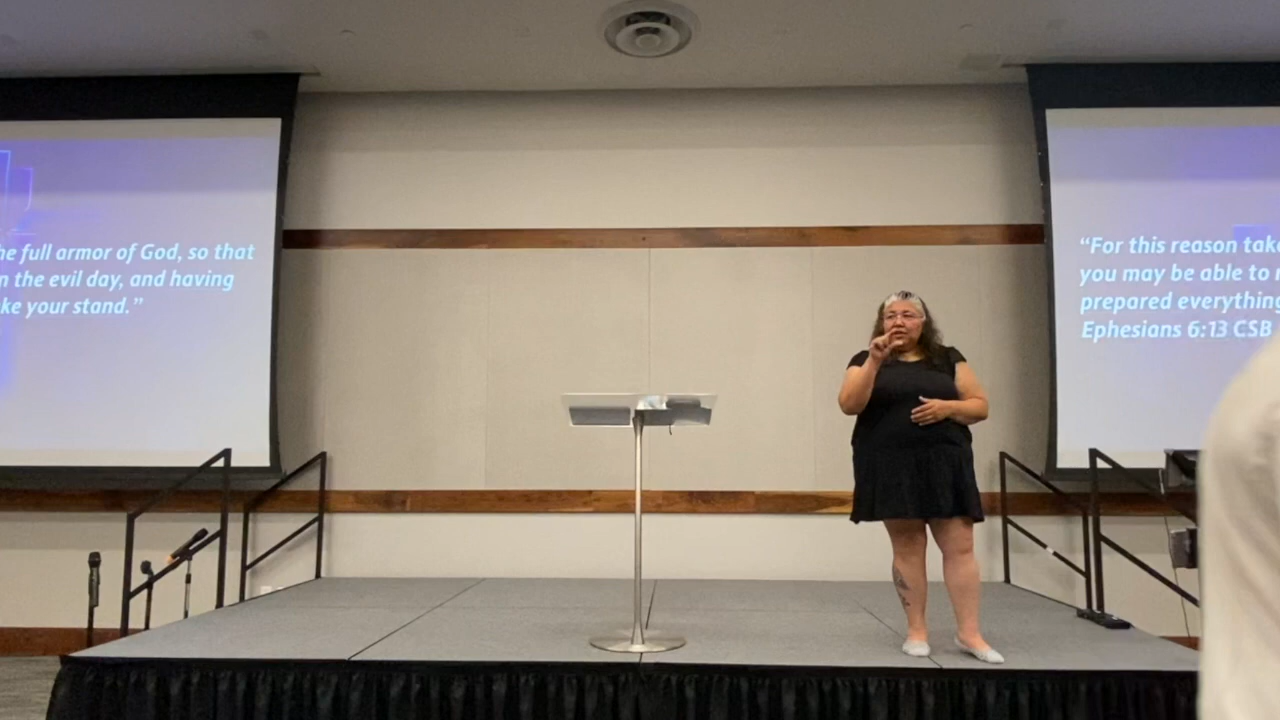 he full armor of God, so that
n the evil day, and having
ke your stand.”
“For this reason take
you may be able to
prepared everything
Ephesians 6:13 CSB